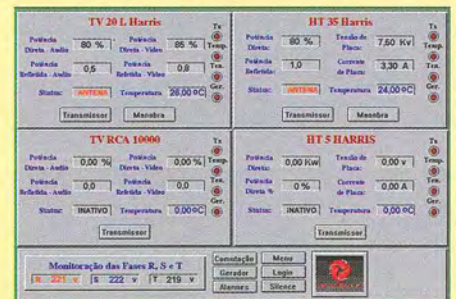 TV 20 L Harris
Tx
Potência Direta - Audio 80 % Potência Direta - Vídeo 85 % Temp.
Potência Refletida - Audio 0,5 Potência Refletida - Vídeo 0,8 Ten.
Status: ANTENA Temperatura 26,00 ºC Ger.
Transmissor Manobra
HT 35 Harris
Tx
Potência Direta: 80 % Tensão de Placa: 7,50 Kv Temp.
Potência Refletida: 1,0 Corrente de Placa: 3,30 A Ten.
Status: ANTENA Temperatura 24,00 ºC Ger.
Transmissor Manobra
TV RCA 10000
Tx
Potência Direta - Audio 0,00 % Potência Direta - Vídeo 0,00 % Temp.
Potência Refletida - Audio 0,0 Potência Refletida - Vídeo 0,0 Ten.
Status: INATIVO Temperatura 0,00 ºC Ger.
Transmissor
HT 5 HARRIS
Tx
Potência Direta: 0,00 Kw Tensão de Placa: 0,00 v Temp.
Potência Direta % 0 % Corrente de Placa: 0,00 A Ten.
Status: INATIVO Temperatura 0,00 ºC Ger.
Transmissor
Monitoração das Fases R, S e T
R 221 v S 222 v T 219 v
Comutação Menu
Gerador Login
Alarmes Silence